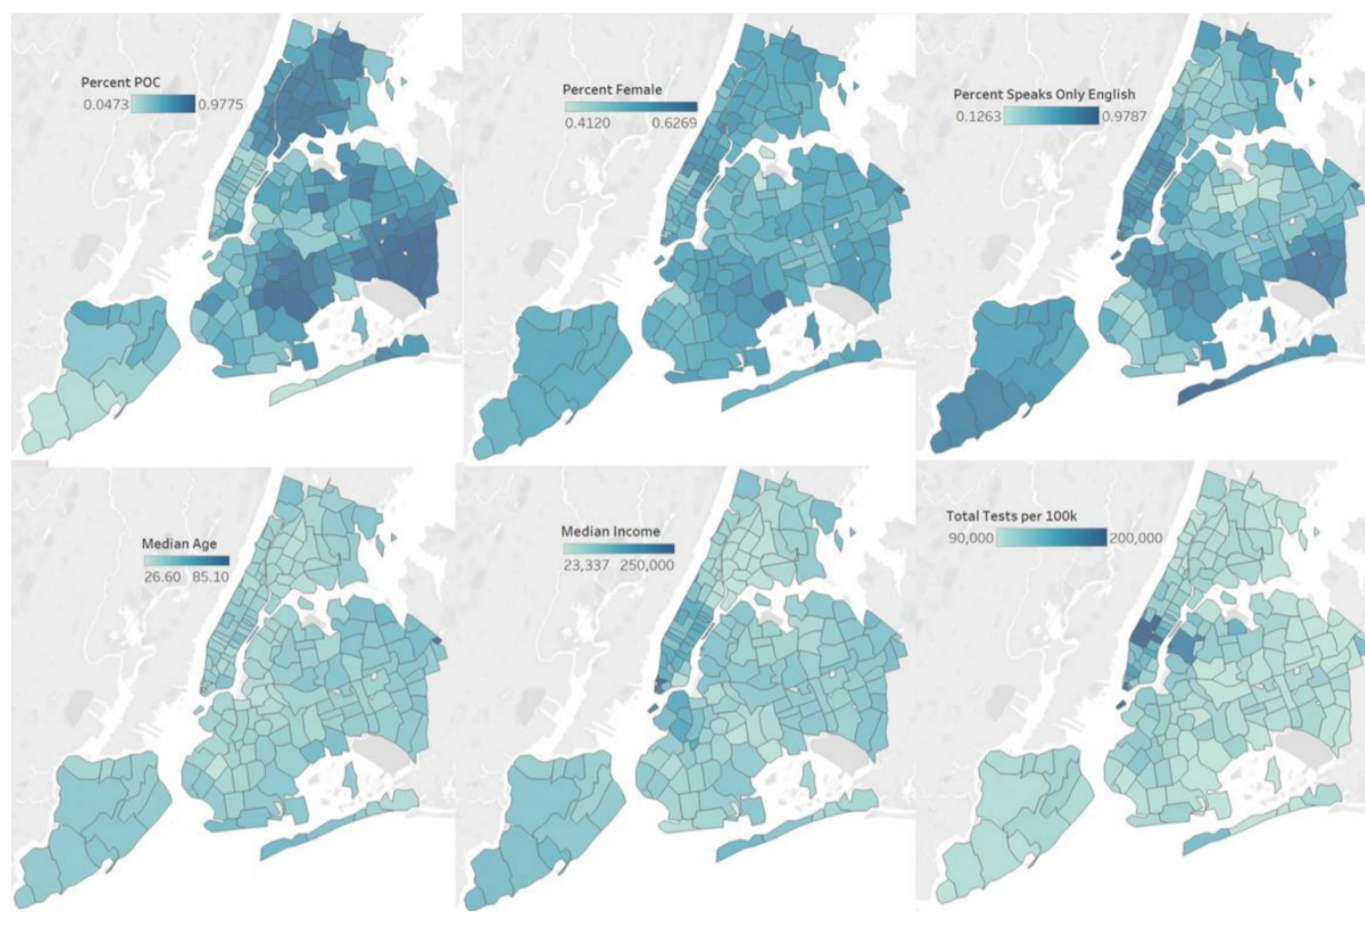 Percent POC
0.0473 0.9775
Percent Female
0.4120 0.6269
Percent Speaks Only English
0.1263 0.9787
Median Age
26.60 85.10
Median Income
23,337 250,000
Total Tests per 100k
90,000 200,000